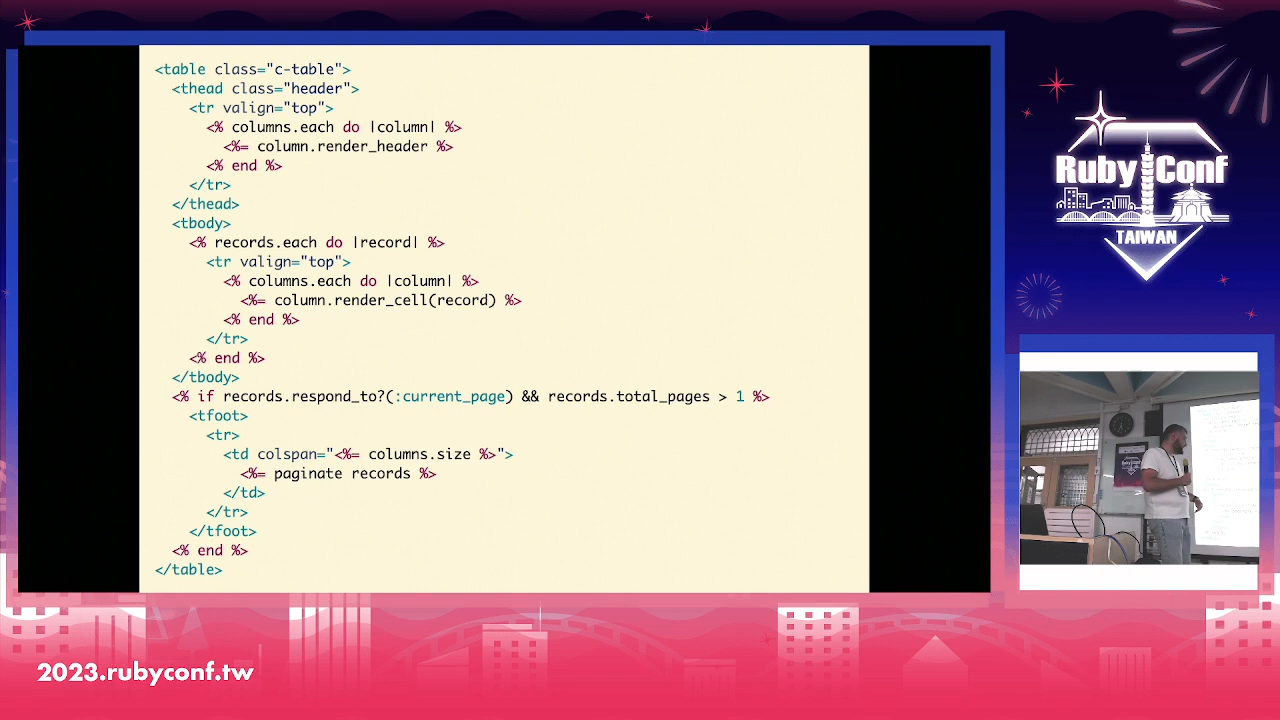 <table class="c-table">
  <thead class="header">
    <tr valign="top">
      <% columns.each do |column| %>
        <%= column.render_header %>
      <% end %>
    </tr>
  </thead>
  <tbody>
    <% records.each do |record| %>
      <tr valign="top">
        <% columns.each do |column| %>
          <%= column.render_cell(record) %>
        <% end %>
      </tr>
    <% end %>
  </tbody>
  <% if records.respond_to?(:current_page) && records.total_pages > 1 %>
    <tfoot>
      <tr>
        <td colspan="<%= columns.size %>">
          <%= paginate records %>
        </td>
      </tr>
    </tfoot>
  <% end %>
</table>
RubyConf
TAIWAN
2023.rubyconf.tw